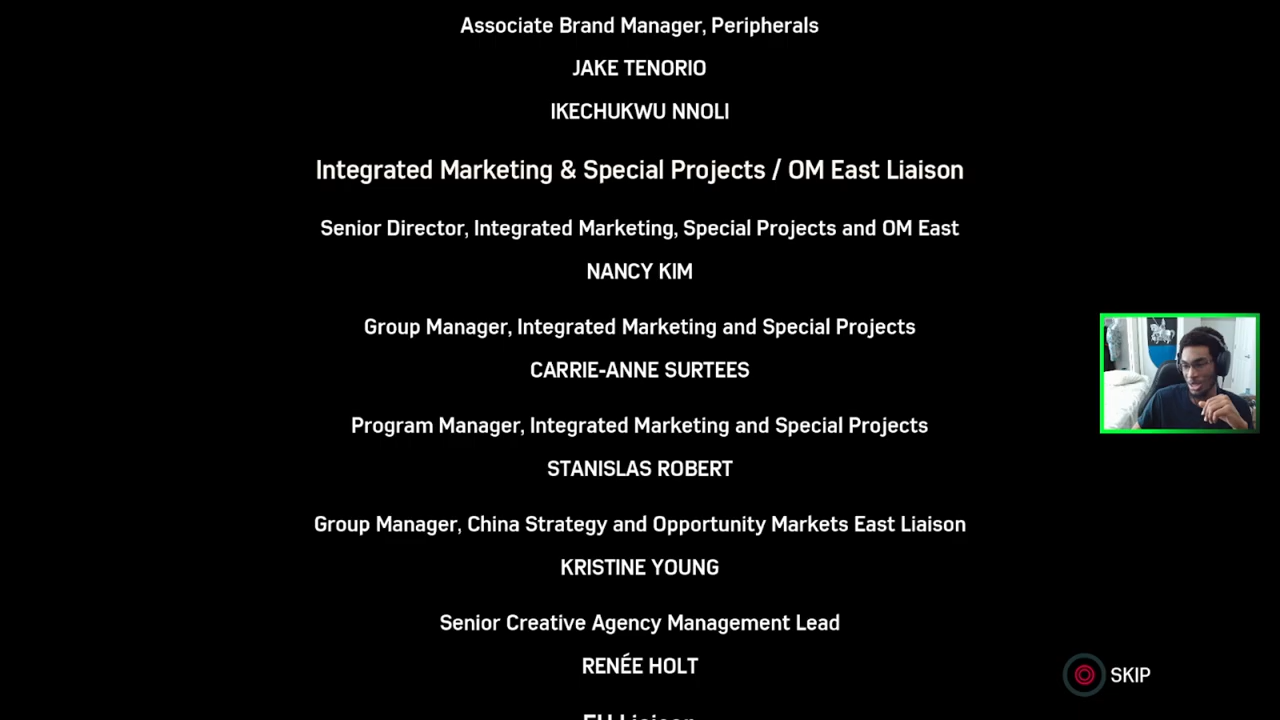 Associate Brand Manager, Peripherals
JAKE TENORIO
IKECHUKWU NNOLI
Integrated Marketing & Special Projects / OM East Liaison
Senior Director, Integrated Marketing, Special Projects and OM East
NANCY KIM
Group Manager, Integrated Marketing and Special Projects
CARRIE-ANNE SURTEES
Program Manager, Integrated Marketing and Special Projects
STANISLAS ROBERT
Group Manager, China Strategy and Opportunity Markets East Liaison
KRISTINE YOUNG
Senior Creative Agency Management Lead
RENÉE HOLT
SKIP